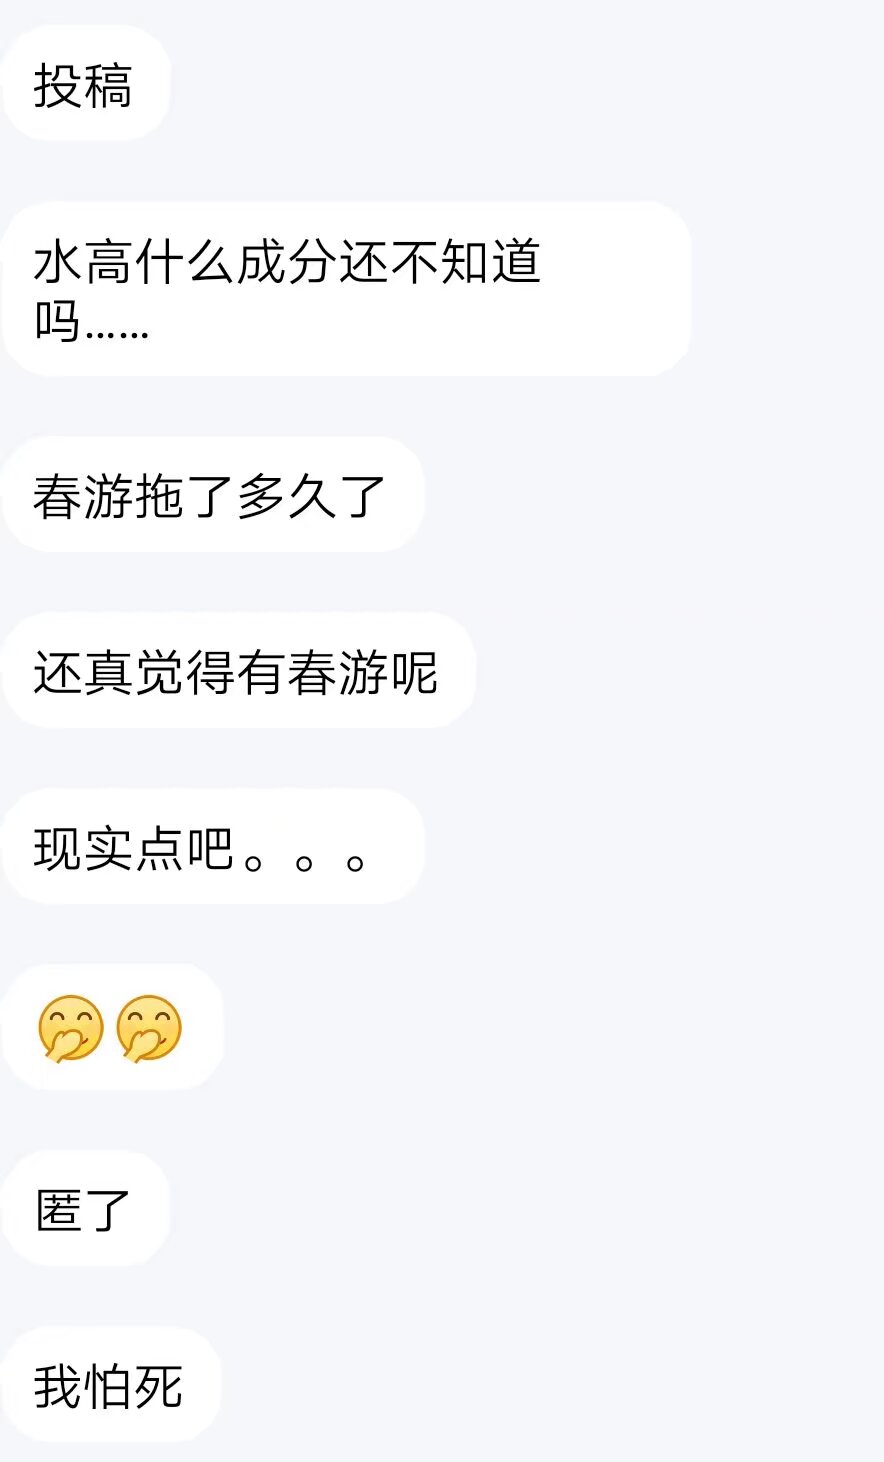 投稿
水高什么成分还不知道
吗……
春游拖了多久了
还真觉得有春游呢
现实点吧。。。
🤭🤭
匿了
我怕死